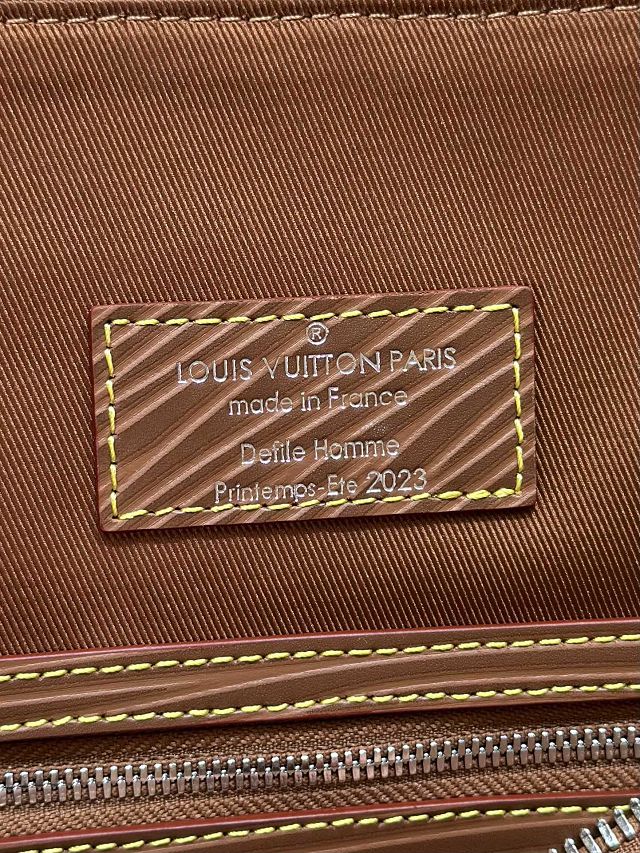 ®
LOUIS VUITTON PARIS
made in France
Defile Homme
Printemps-Ete 2023